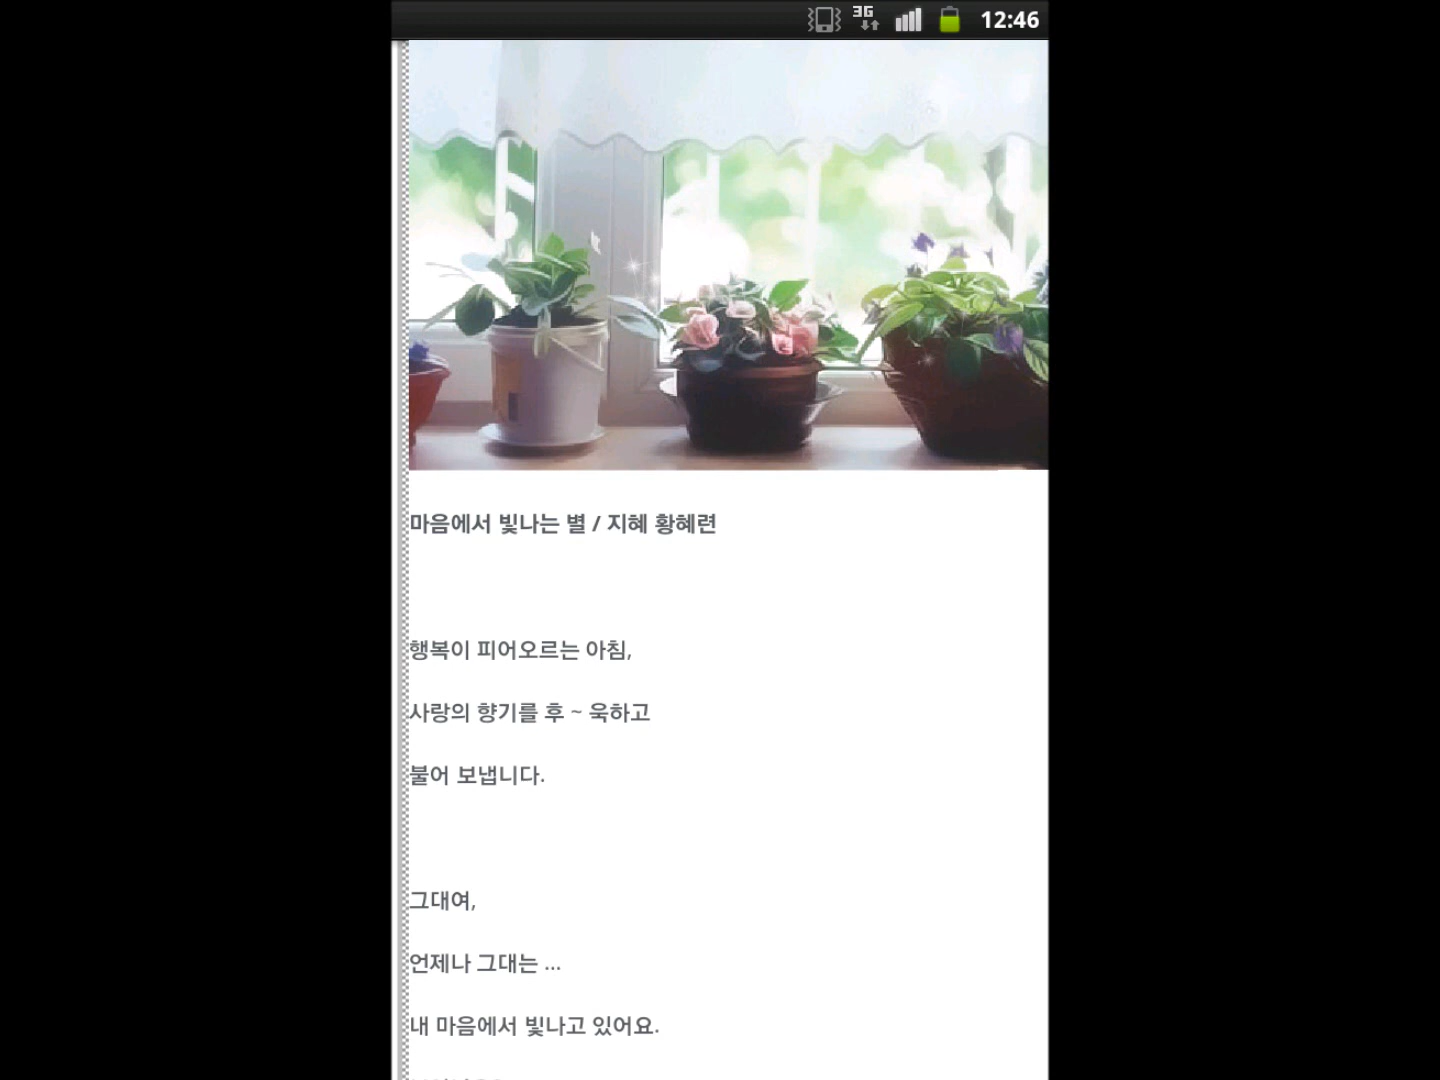 3G
12:46
마음에서 빛나는 별 / 지혜 황혜련
행복이 피어오르는 아침,
사랑의 향기를 후 ~ 욱하고
불어 보냅니다.
그대여,
언제나 그대는 ...
내 마음에서 빛나고 있어요.